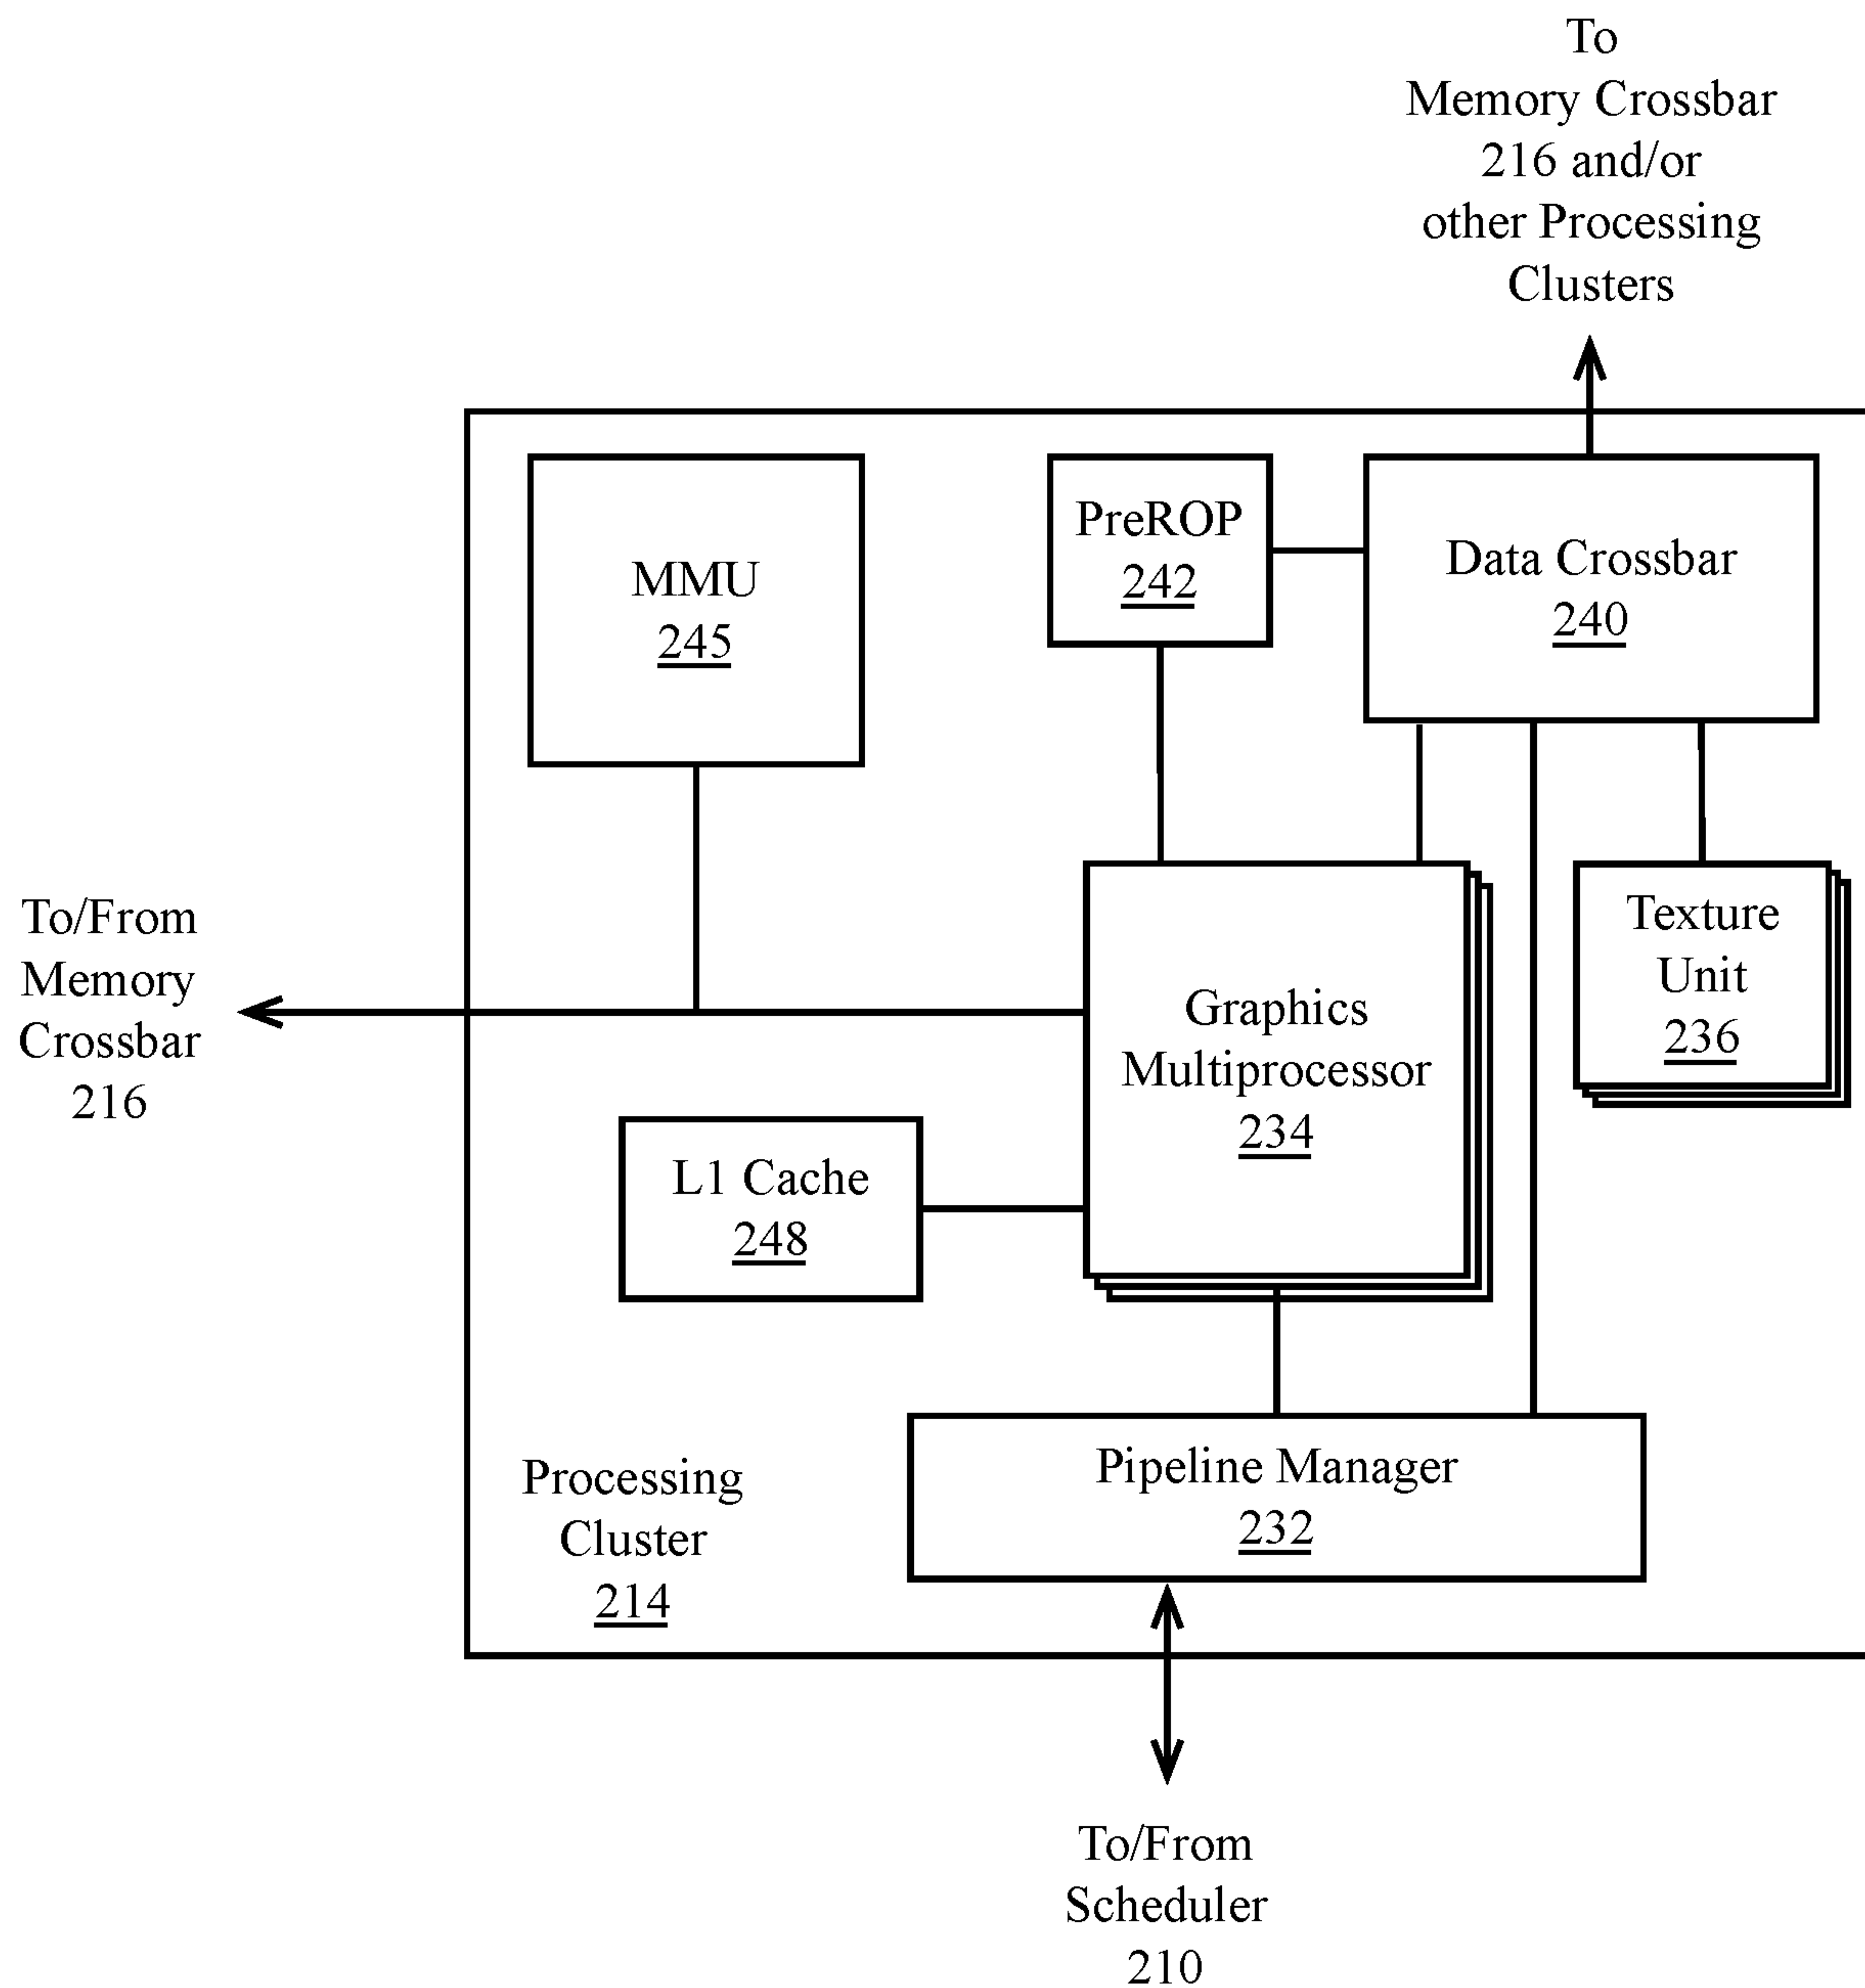 To
Memory Crossbar
216 and/or
other Processing
Clusters
MMU
245
PreROP
242
Data Crossbar
240
To/From
Memory
Crossbar
216
Graphics
Multiprocessor
234
Texture
Unit
236
L1 Cache
248
Pipeline Manager
232
Processing
Cluster
214
To/From
Scheduler
210